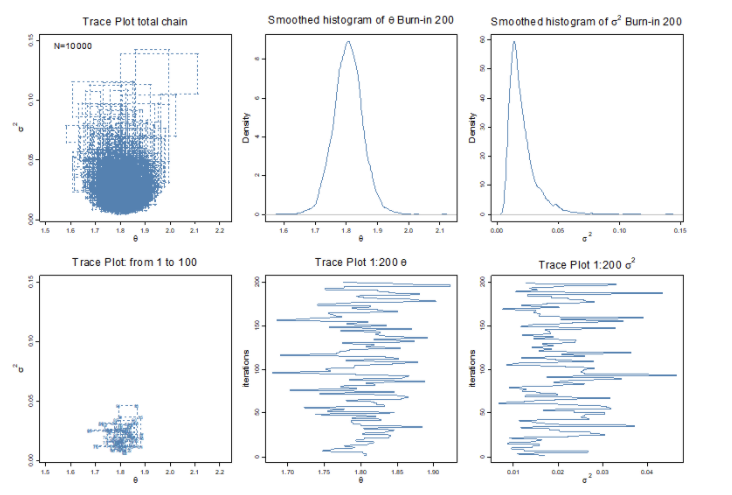 Trace Plot total chain
N=10000
0.15
0.10
0.05
0.00
σ²
1.5 1.6 1.7 1.8 1.9 2.0 2.1 2.2
θ
Smoothed histogram of θ Burn-in 200
8
6
4
2
0
Density
1.6 1.7 1.8 1.9 2.0 2.1
θ
Smoothed histogram of σ² Burn-in 200
60
50
40
30
20
10
0
Density
0.00 0.05 0.10 0.15
σ²
Trace Plot: from 1 to 100
0.15
0.10
0.05
0.00
σ²
1.5 1.6 1.7 1.8 1.9 2.0 2.1 2.2
θ
Trace Plot 1:200 θ
200
150
100
50
0
iterations
1.70 1.75 1.80 1.85 1.90
θ
Trace Plot 1:200 σ²
200
150
100
50
0
iterations
0.01 0.02 0.03 0.04
σ²